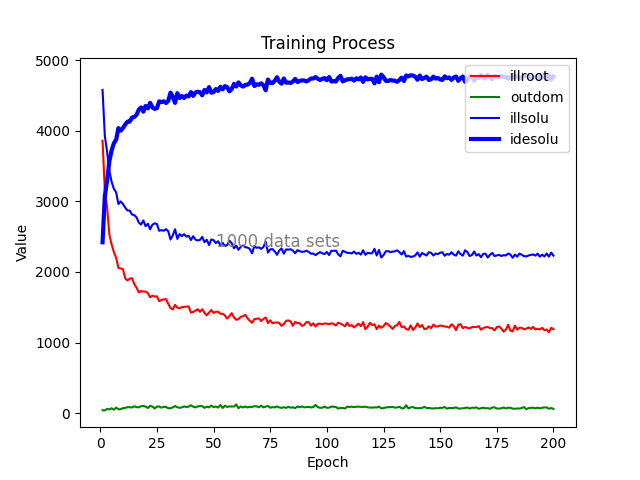 Training Process
5000
4000
3000
2000
1000
0
Value
illroot
outdom
illsolu
idesolu
1000 data sets
0 25 50 75 100 125 150 175 200
Epoch